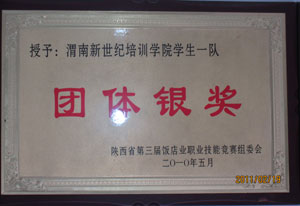 授予：渭南新世纪培训学院学生一队
团体银奖
陕西省第三届饭店业职业技能竞赛组委会
二〇一〇年五月